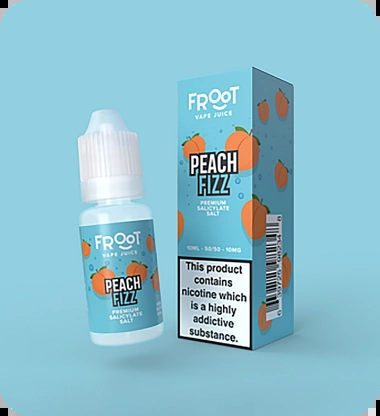 FROOT
VAPE JUICE
PEACH
FIZZ
PREMIUM
SALICYLATE
SALT
10ML - 50/50 - 10MG
This product
contains
nicotine which
is a highly
addictive
substance.
FROOT
VAPE JUICE
PEACH
FIZZ
PREMIUM
SALICYLATE
SALT